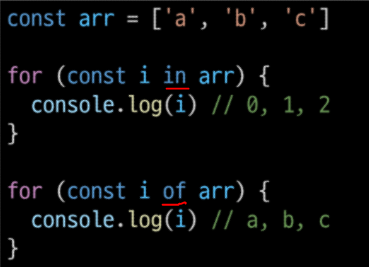 const arr = ['a', 'b', 'c']
for (const i in arr) {
console.log(i) // 0, 1, 2
}
for (const i of arr) {
console.log(i) // a, b, c
}